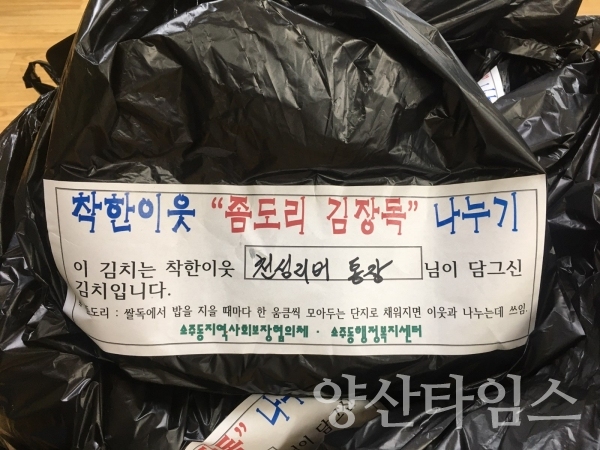 착한이웃 "좀도리 김장독" 나누기
이 김치는 착한이웃 천심리버 통장 님이 담그신
김치입니다.
좀도리 : 쌀독에서 밥을 지을 때마다 한 움큼씩 모아두는 단지로 채워지면 이웃과 나누는데 쓰임.
소주동지역사회보장협의체 · 소주동행정복지센터
나
양산타임스